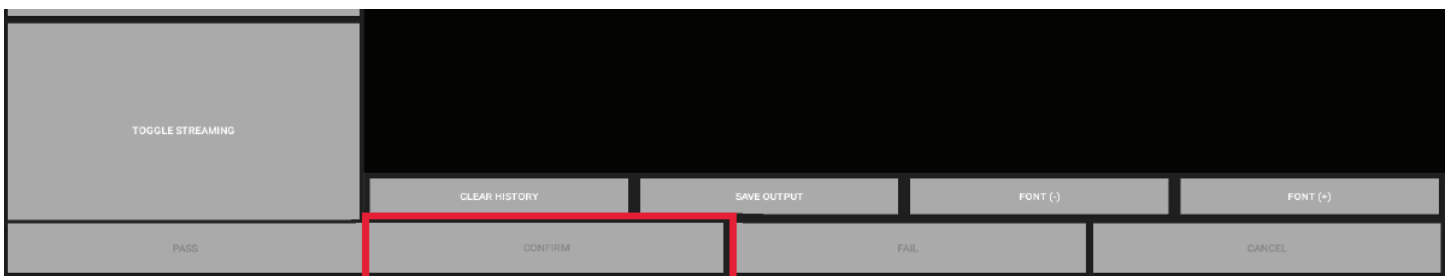 TOGGLE STREAMING
CLEAR HISTORY SAVE OUTPUT FONT (-) FONT (+)
PASS CONFIRM FAIL CANCEL